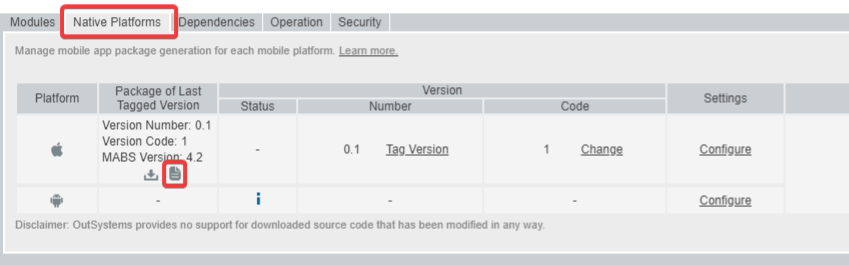 Modules Native Platforms Dependencies Operation Security
Manage mobile app package generation for each mobile platform. Learn more.
Platform Package of Last Tagged Version Version Settings
Status Number Code
Version Number: 0.1
Version Code: 1
MABS Version: 4.2
- 0.1 Tag Version 1 Change Configure
- i - - Configure
Disclaimer: OutSystems provides no support for downloaded source code that has been modified in any way.